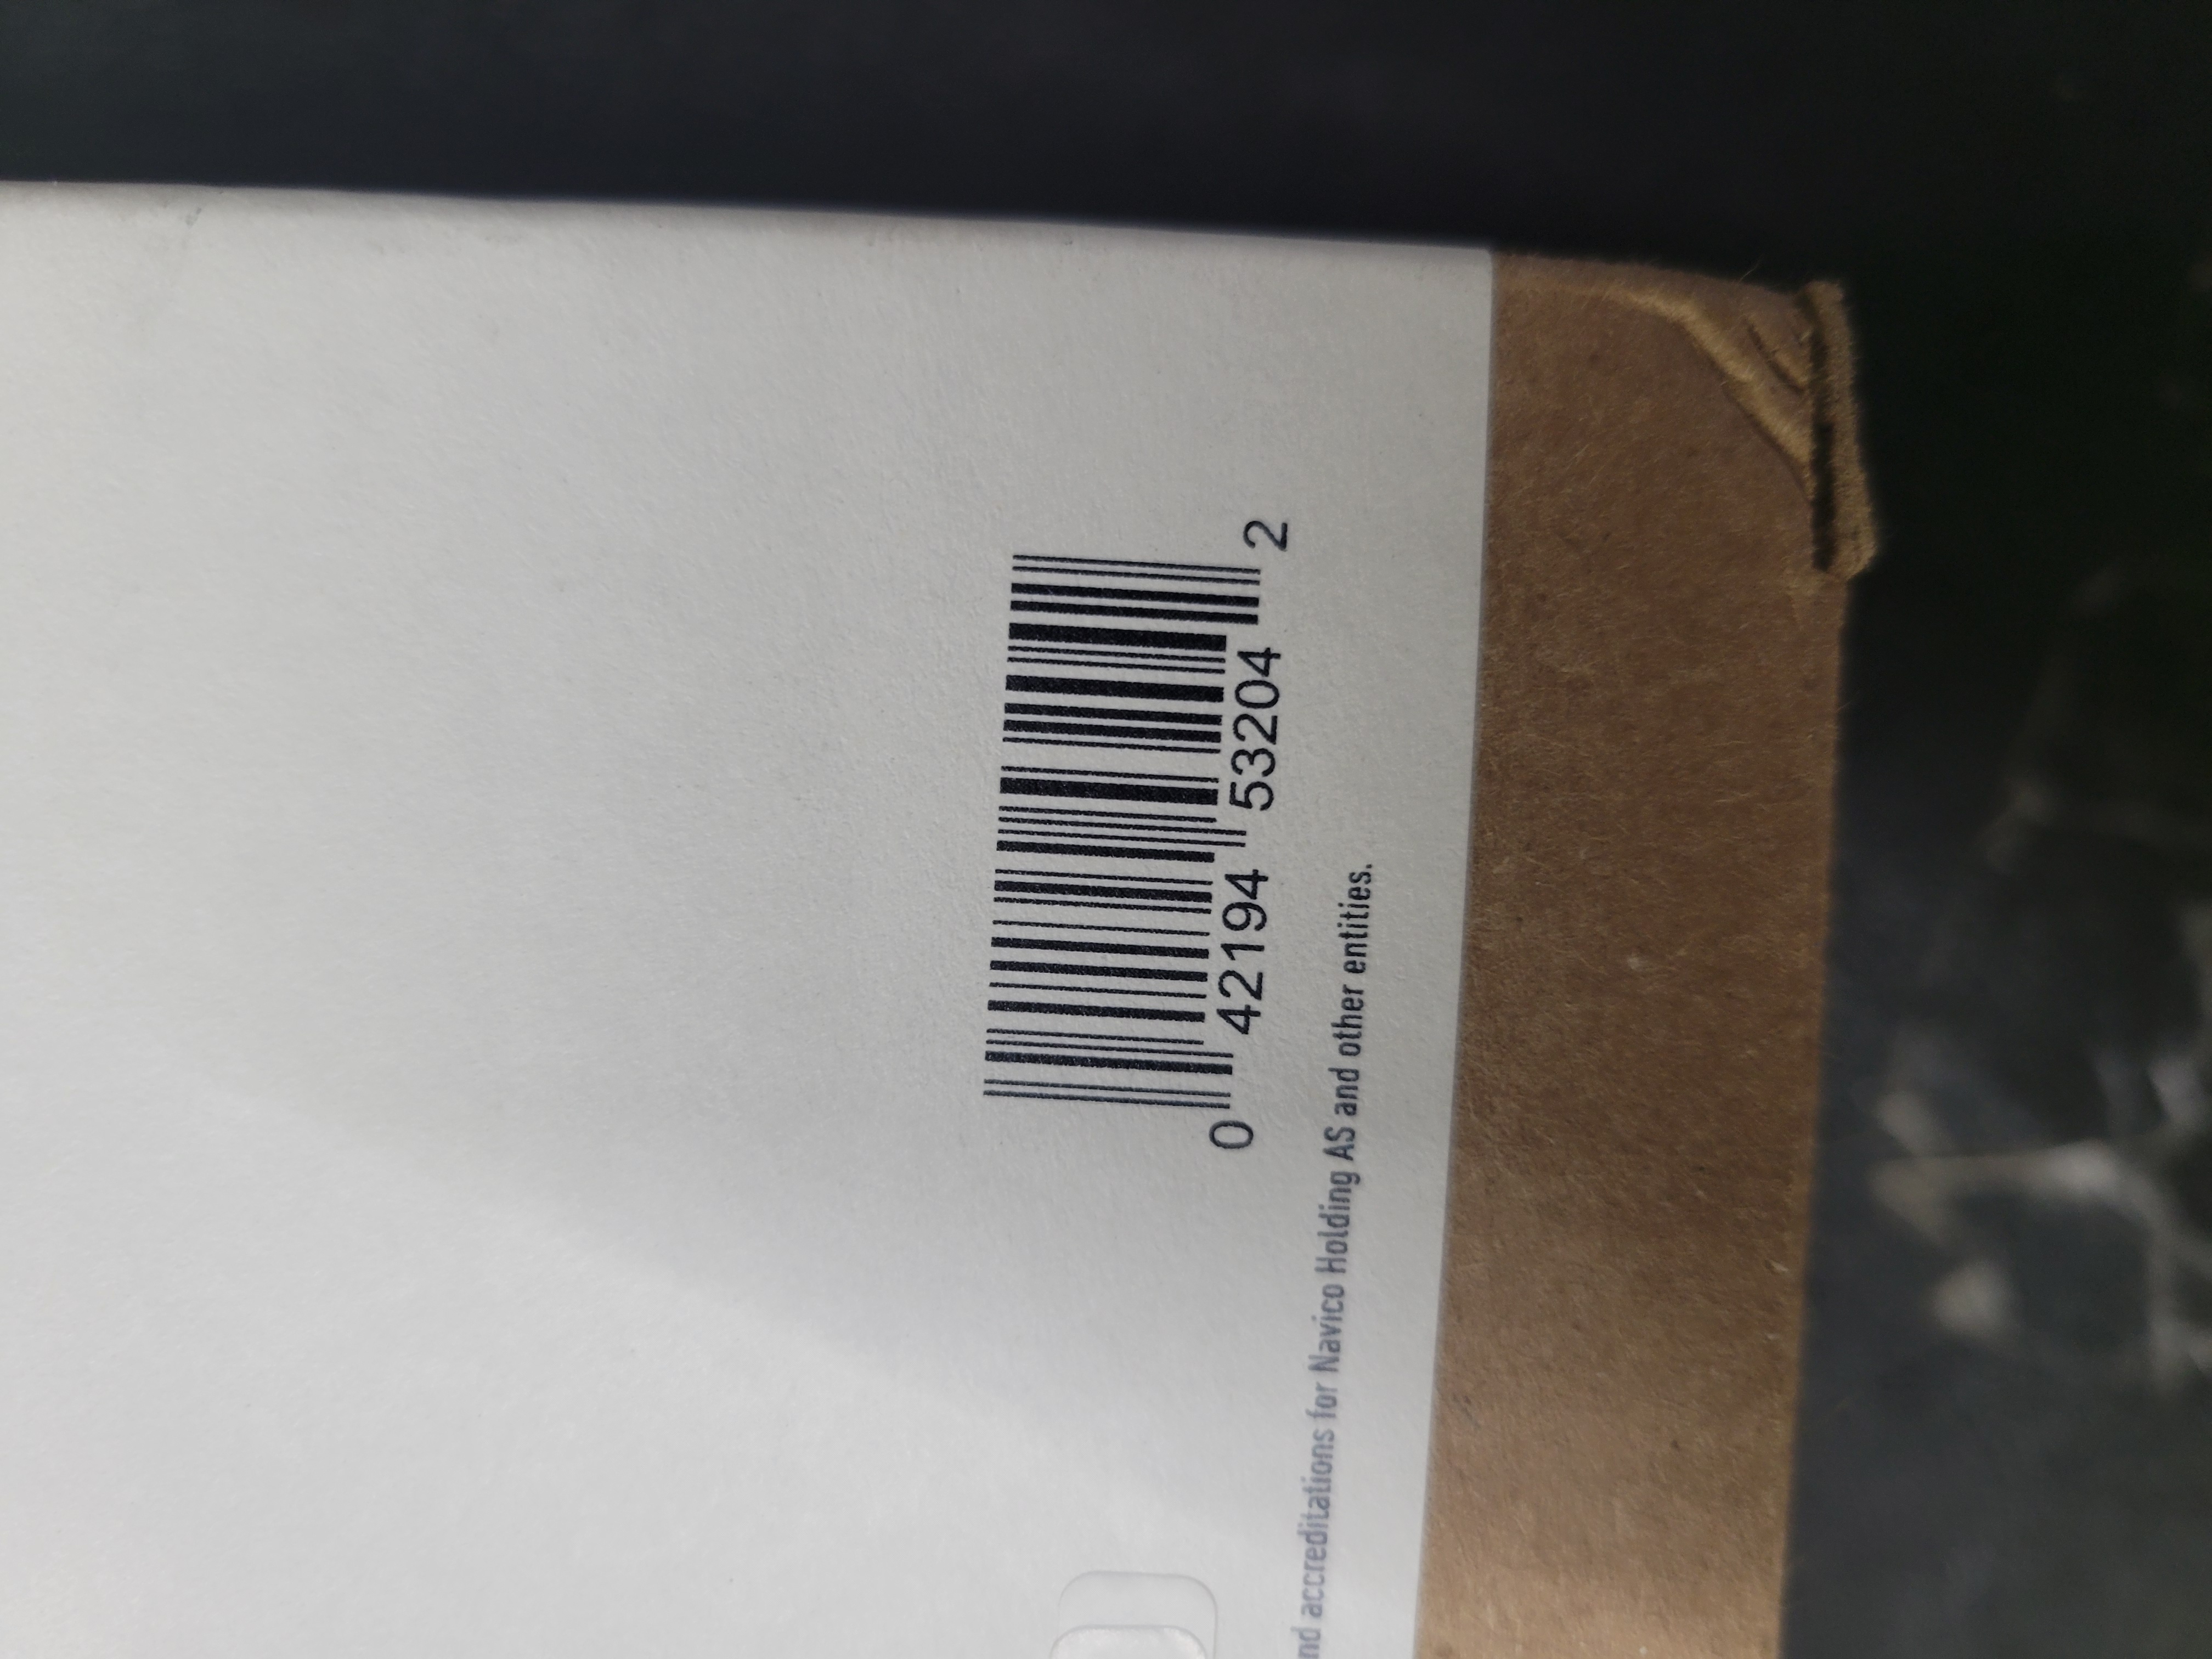 0 42194 53204 2
nd accreditations for Navico Holding AS and other entities.